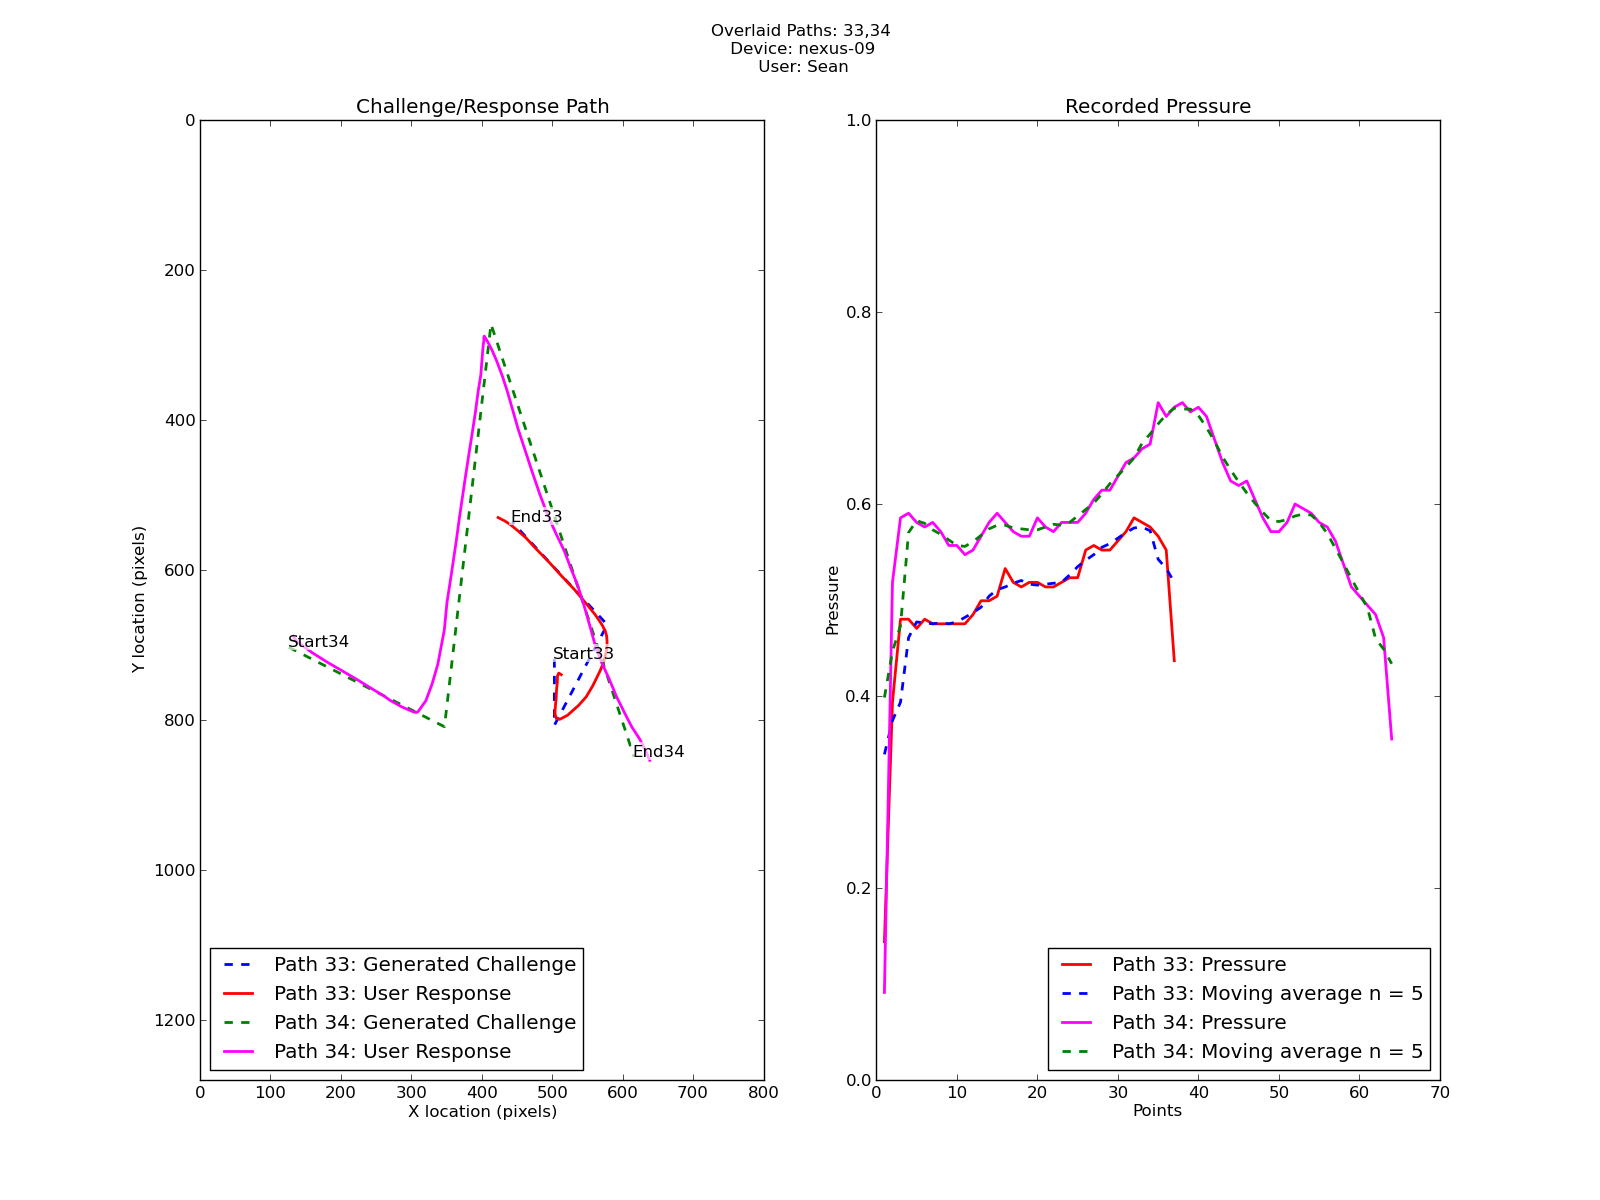 Overlaid Paths: 33,34
Device: nexus-09
User: Sean
Challenge/Response Path
0
200
400
600
800
1000
1200
Y location (pixels)
Start34
End33
Start33
End34
Path 33: Generated Challenge
Path 33: User Response
Path 34: Generated Challenge
Path 34: User Response
0 100 200 300 400 500 600 700 800
X location (pixels)
Recorded Pressure
1.0
0.8
0.6
0.4
0.2
0.0
Pressure
Path 33: Pressure
Path 33: Moving average n = 5
Path 34: Pressure
Path 34: Moving average n = 5
0 10 20 30 40 50 60 70
Points